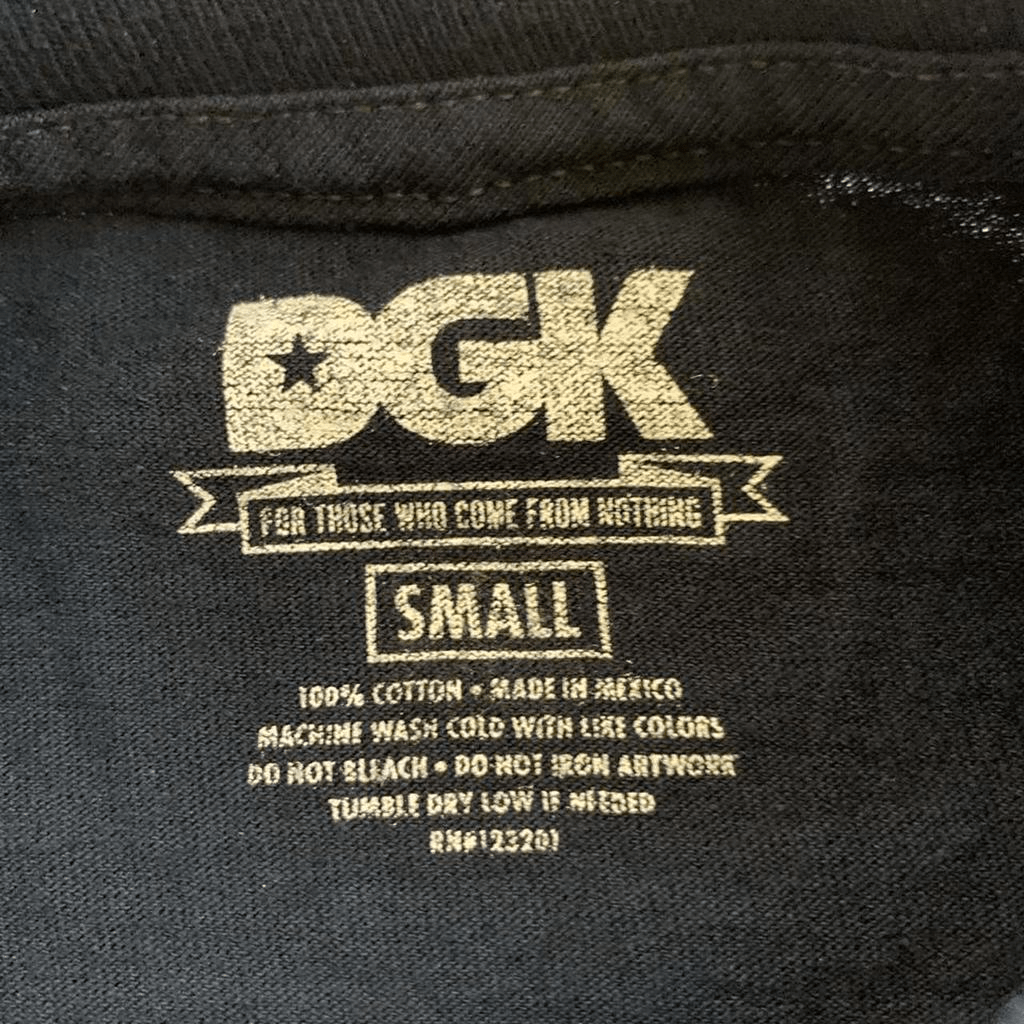 DGK
FOR THOSE WHO COME FROM NOTHING
SMALL
100% COTTON • MADE IN MEXICO
MACHINE WASH COLD WITH LIKE COLORS
DO NOT BLEACH • DO NOT IRON ARTWORK
TUMBLE DRY LOW IF NEEDED
RN#123201